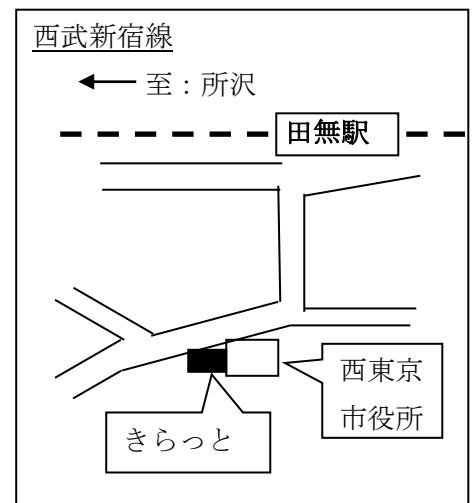 西武新宿線
至：所沢
田無駅
西東京
市役所
きらっと